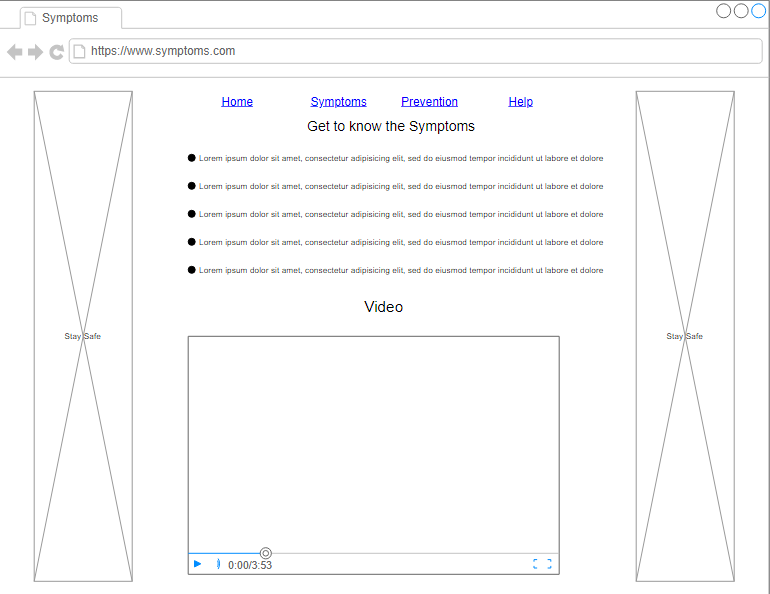 Symptoms
https://www.symptoms.com
Home Symptoms Prevention Help
Get to know the Symptoms
Lorem ipsum dolor sit amet, consectetur adipisicing elit, sed do eiusmod tempor incididunt ut labore et dolore
Lorem ipsum dolor sit amet, consectetur adipisicing elit, sed do eiusmod tempor incididunt ut labore et dolore
Lorem ipsum dolor sit amet, consectetur adipisicing elit, sed do eiusmod tempor incididunt ut labore et dolore
Lorem ipsum dolor sit amet, consectetur adipisicing elit, sed do eiusmod tempor incididunt ut labore et dolore
Lorem ipsum dolor sit amet, consectetur adipisicing elit, sed do eiusmod tempor incididunt ut labore et dolore
Video
Stay Safe
Stay Safe
0:00/3:53